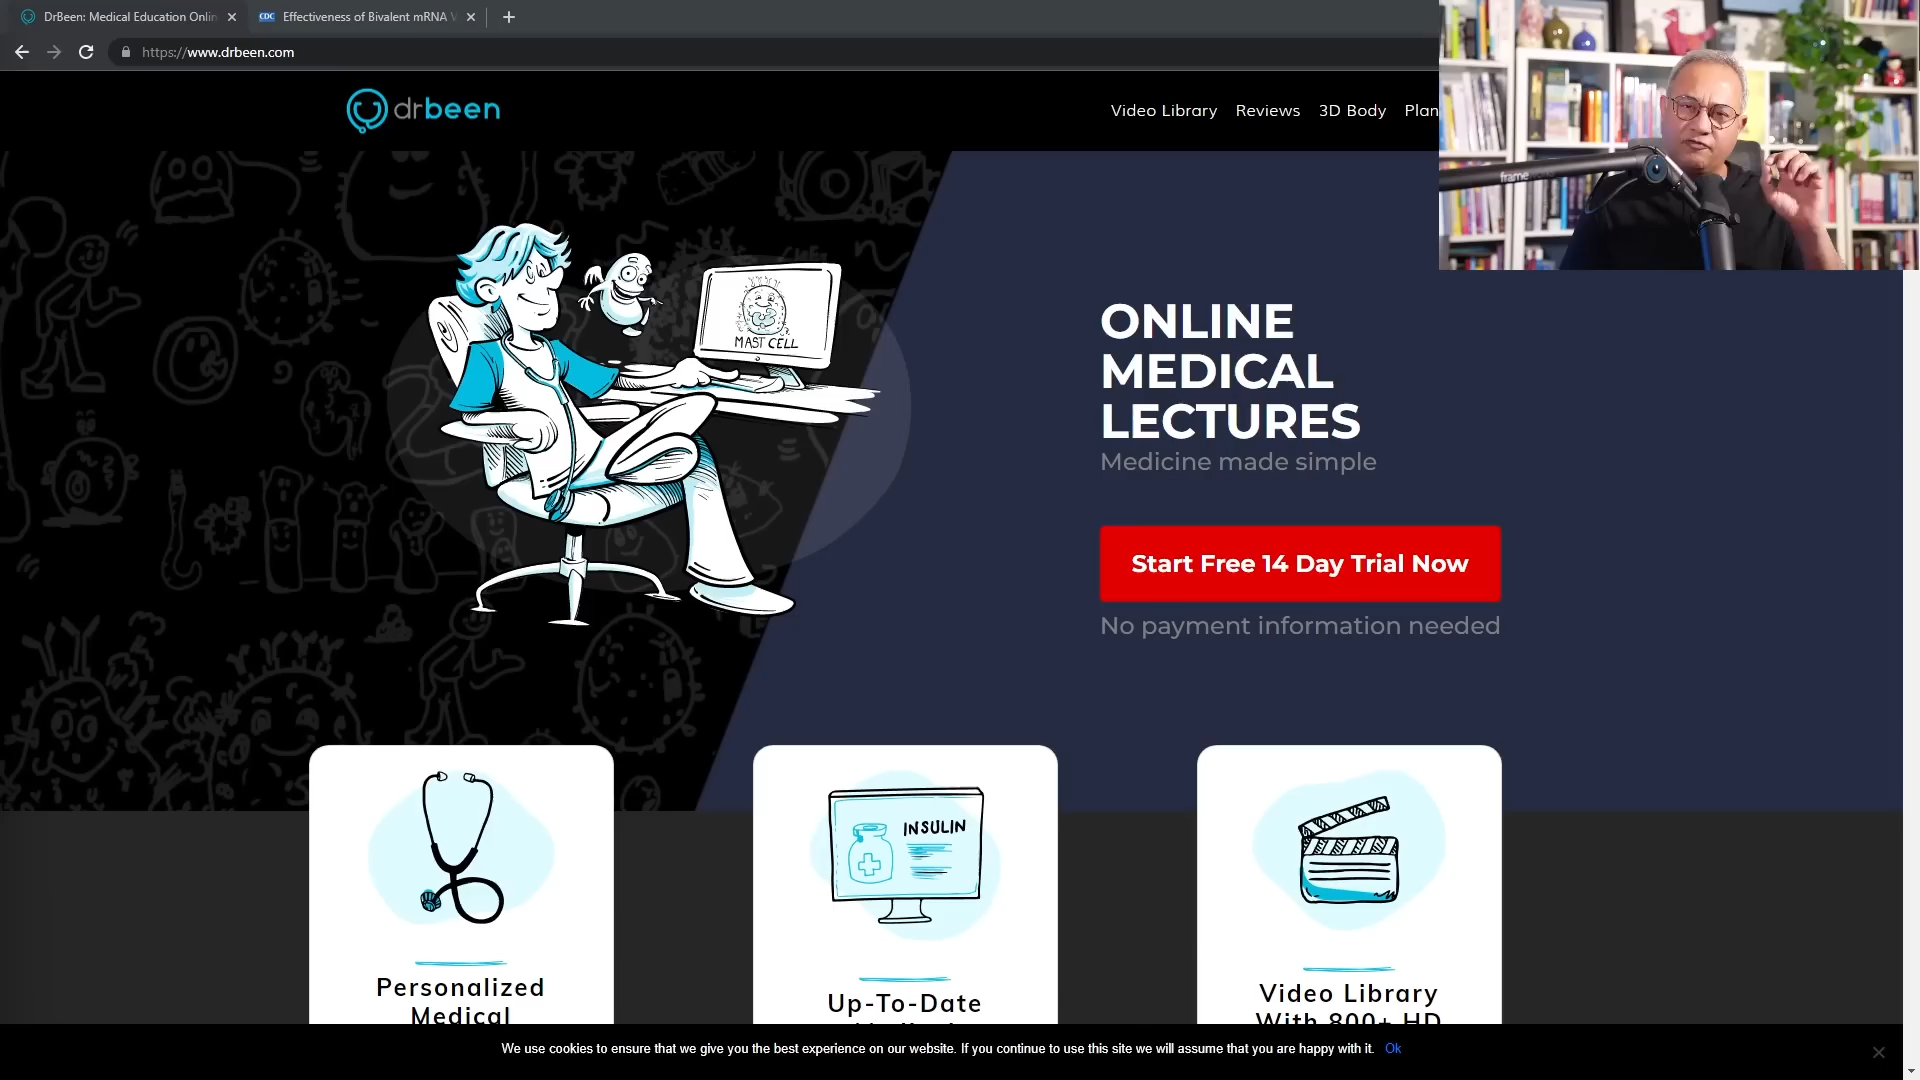 DrBeen: Medical Education Onlin
Effectiveness of Bivalent mRNA V
https://www.drbeen.com
drbeen
Video Library Reviews 3D Body Plan
frame
MAST CELL
ONLINE
MEDICAL
LECTURES
Medicine made simple
Start Free 14 Day Trial Now
No payment information needed
INSULIN
Personalized
Medical
Up-To-Date
Video Library
With 800+ HD
We use cookies to ensure that we give you the best experience on our website. If you continue to use this site we will assume that you are happy with it. Ok